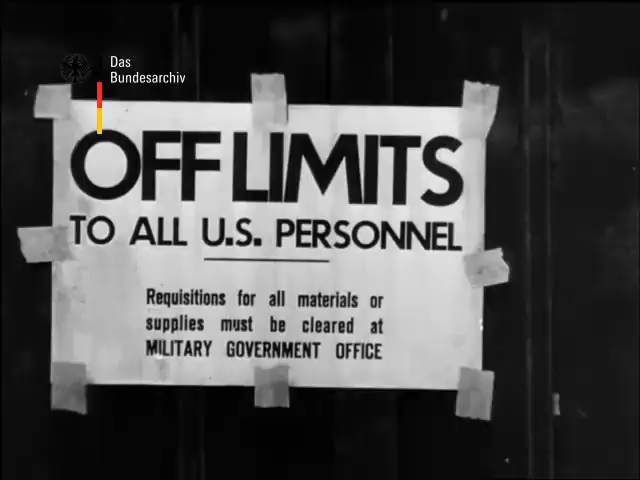 Das
Bundesarchiv
OFF LIMITS
TO ALL U.S. PERSONNEL
Requisitions for all materials or
supplies must be cleared at
MILITARY GOVERNMENT OFFICE